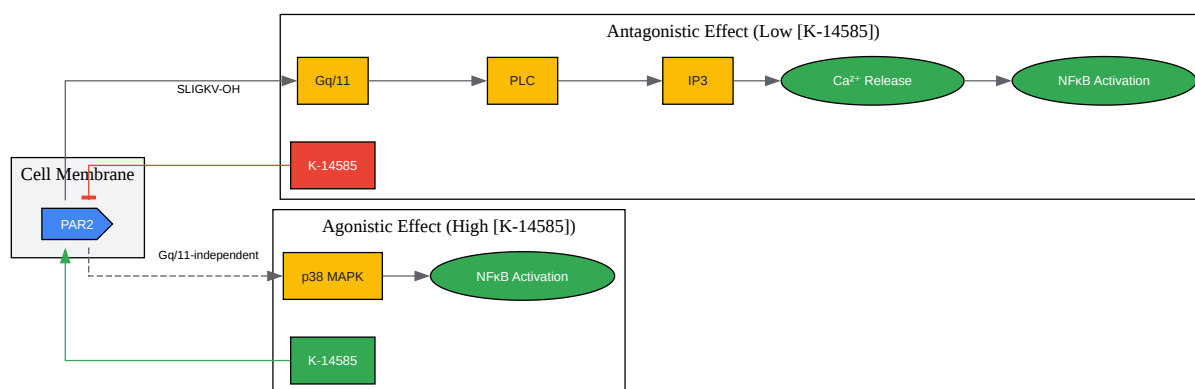 Antagonistic Effect (Low [K-14585])
Gq/11
PLC
IP3
Ca²⁺ Release
NFκB Activation
SLIGKV-OH
K-14585
Cell Membrane
PAR2
Agonistic Effect (High [K-14585])
Gq/11-independent
p38 MAPK
NFκB Activation
K-14585